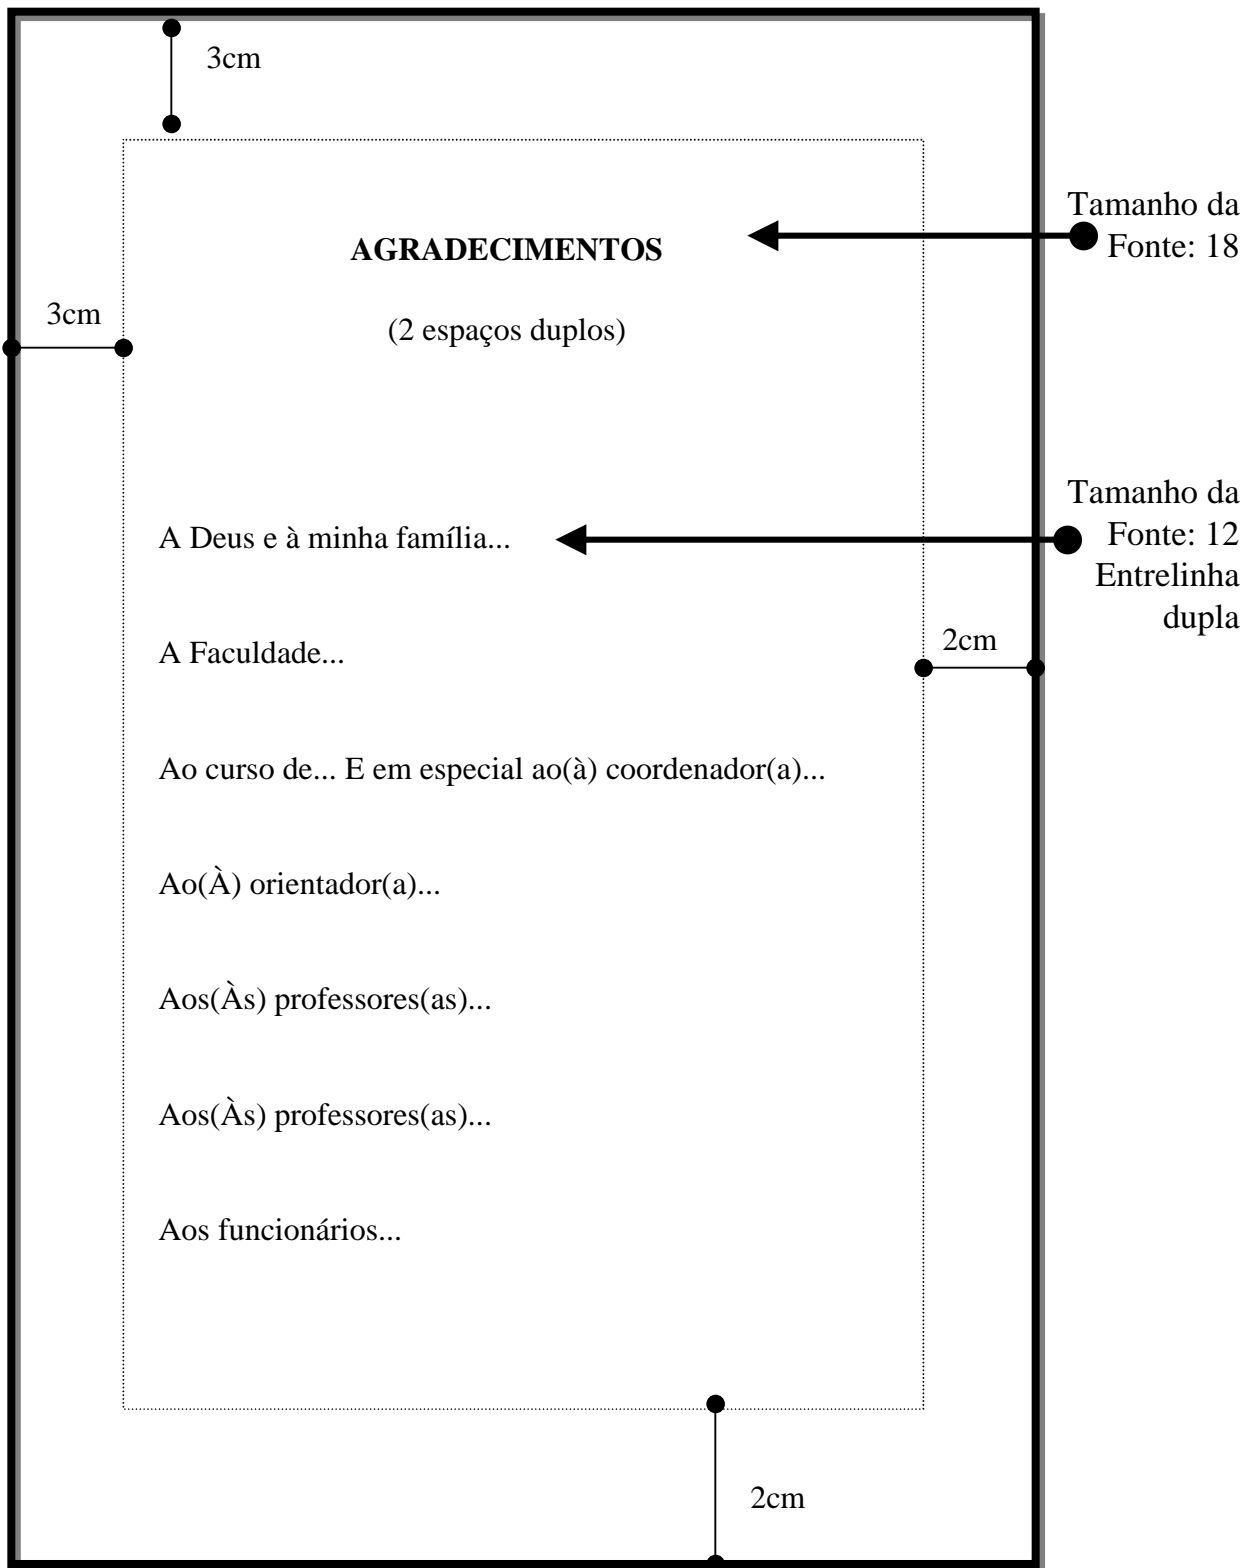 3cm
Tamanho da
Fonte: 18
AGRADECIMENTOS
3cm
(2 espaços duplos)
Tamanho da
Fonte: 12
Entrelinha
dupla
A Deus e à minha família...
A Faculdade...
2cm
Ao curso de... E em especial ao(à) coordenador(a)...
Ao(À) orientador(a)...
Aos(Às) professores(as)...
Aos(Às) professores(as)...
Aos funcionários...
2cm